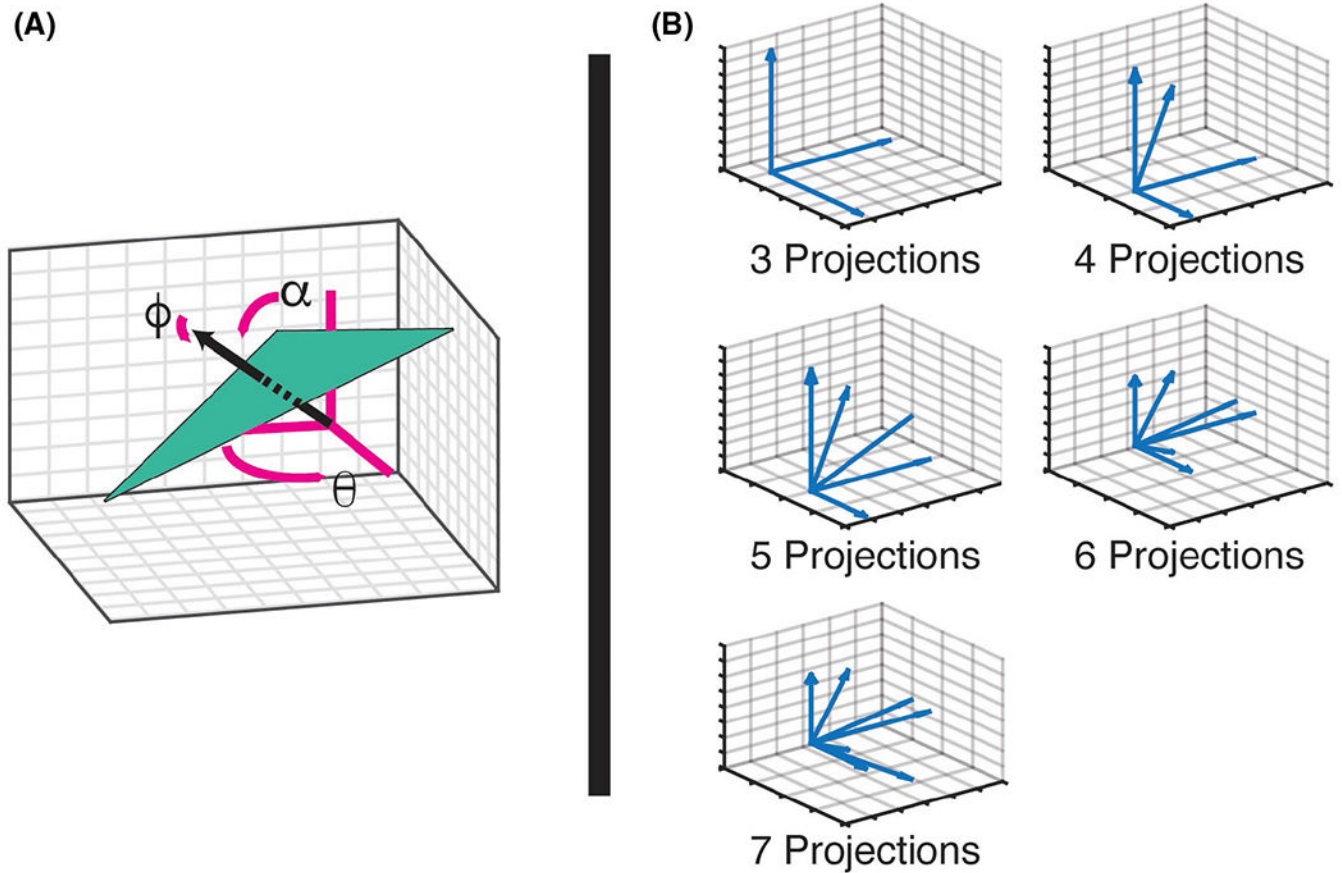 (A)
(B)
ϕ
α
θ
3 Projections
4 Projections
5 Projections
6 Projections
7 Projections